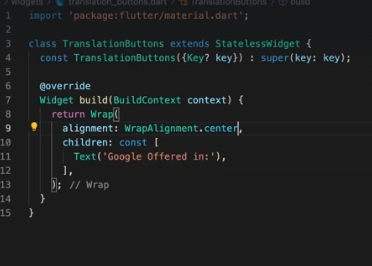 widgets > translation_buttons.dart > TranslationButtons > build
1 import 'package:flutter/material.dart';
2
3 class TranslationButtons extends StatelessWidget {
4 const TranslationButtons({Key? key}) : super(key: key);
5
6 @override
7 Widget build(BuildContext context) {
8 return Wrap(
9 alignment: WrapAlignment.center,
10 children: const [
11 Text('Google Offered in:'),
12 ],
13 ); // Wrap
14 }
15 }